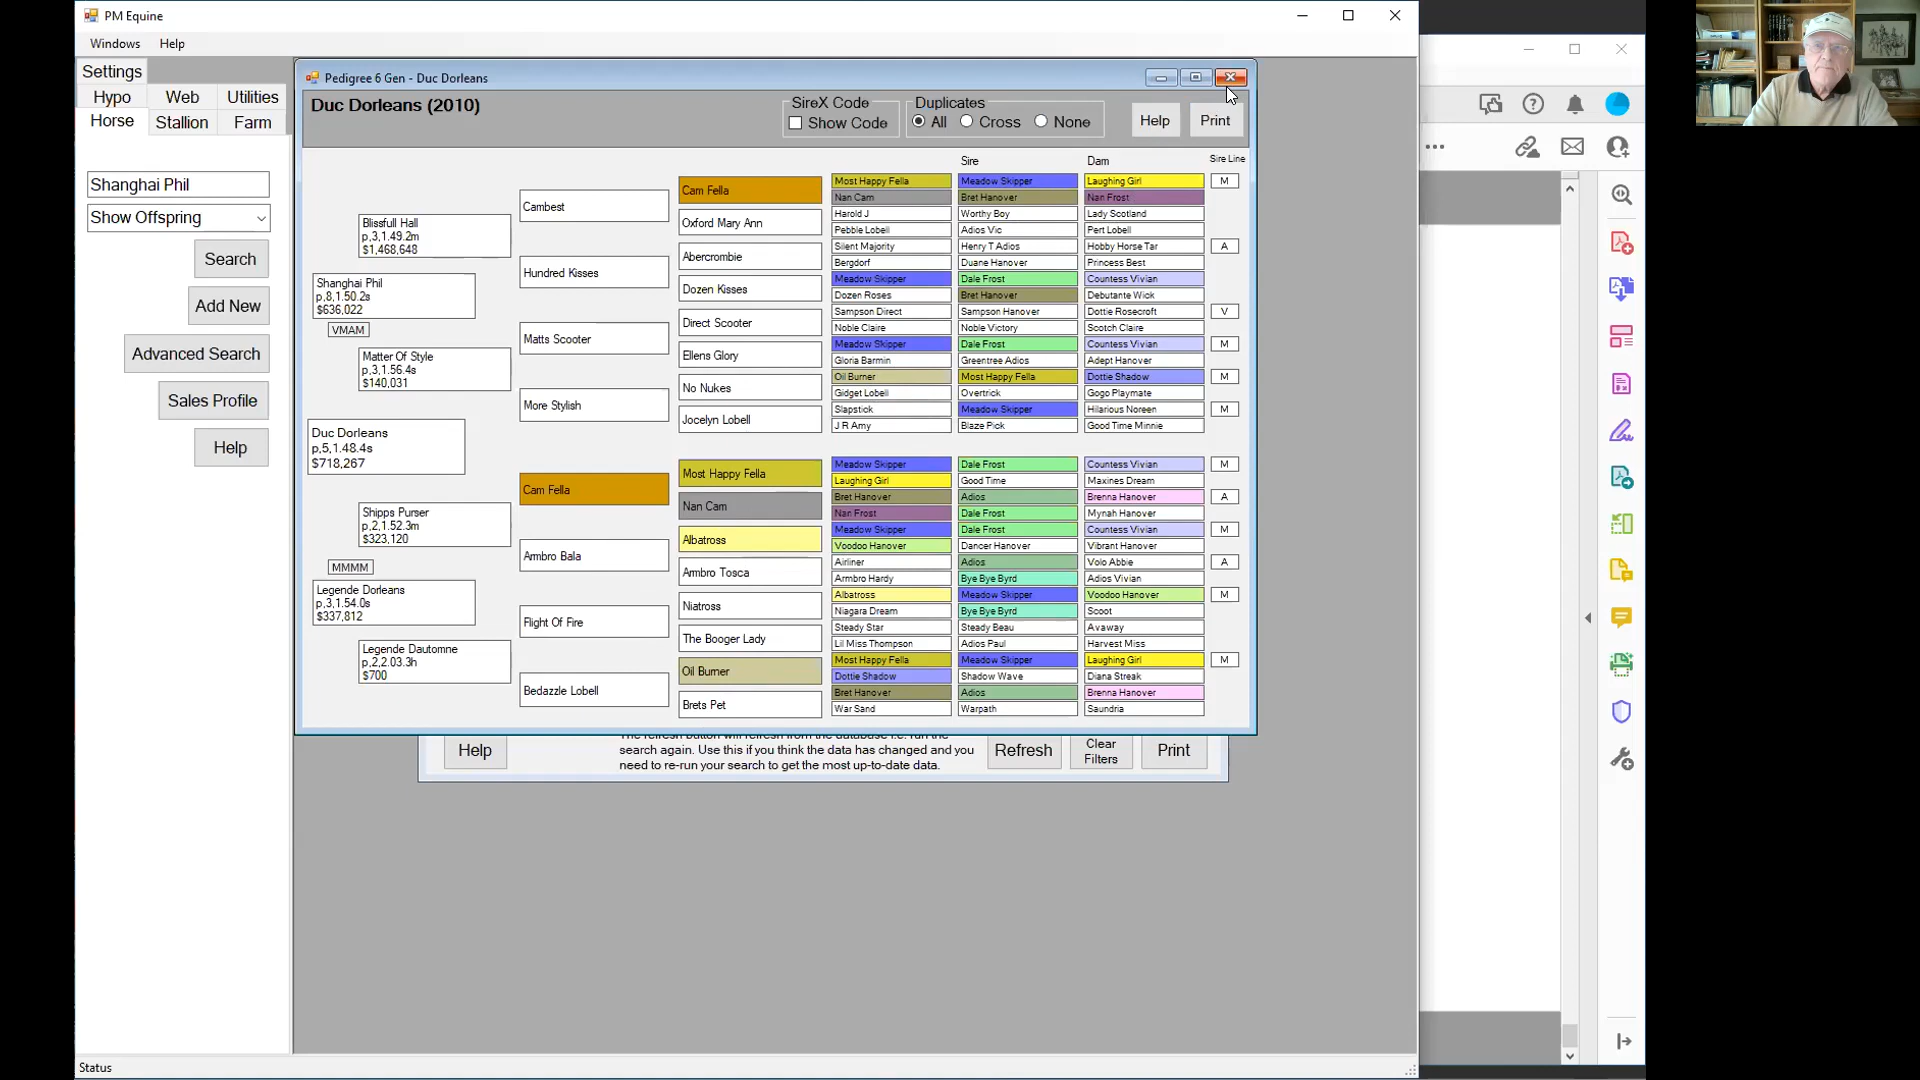 PM Equine
Windows Help
Settings
Hypo Web Utilities
Horse Stallion Farm
Shanghai Phil
Show Offspring
Search
Add New
Advanced Search
Sales Profile
Help
Pedigree 6 Gen - Duc Dorleans
Duc Dorleans (2010)
SireX Code
Show Code
Duplicates
All Cross None
Help
Print
Sire Dam Sire Line
Blissfull Hall
p,3,1.49.2m
$1,468,648
Shanghai Phil
p,8,1.50.2s
$636,022
VMAM
Matter Of Style
p,3,1.56.4s
$140,031
Duc Dorleans
p,5,1.48.4s
$718,267
Shipps Purser
p,2,1.52.3m
$323,120
MMMM
Legende Dorleans
p,3,1.54.0s
$337,812
Legende Dautomne
p,2,2.03.3h
$700
Cambest
Hundred Kisses
Matts Scooter
More Stylish
Cam Fella
Ambro Bala
Flight Of Fire
Bedazzle Lobell
Cam Fella
Oxford Mary Ann
Abercrombie
Dozen Kisses
Direct Scooter
Ellens Glory
No Nukes
Jocelyn Lobell
Most Happy Fella
Nan Cam
Albatross
Ambro Tosca
Niatross
The Booger Lady
Oil Burner
Brets Pet
Most Happy Fella Meadow Skipper Laughing Girl M
Nan Cam Bret Hanover Nan Frost
Harold J Worthy Boy Lady Scotland
Pebble Lobell Adios Vic Pert Lobell
Silent Majority Henry T Adios Hobby Horse Tar A
Bergdorf Duane Hanover Princess Best
Meadow Skipper Dale Frost Countess Vivian
Dozen Roses Bret Hanover Debutante Wick
Sampson Direct Sampson Hanover Dottie Rosecroft V
Noble Claire Noble Victory Scotch Claire
Meadow Skipper Dale Frost Countess Vivian M
Gloria Barmin Greentree Adios Adept Hanover
Oil Burner Most Happy Fella Dottie Shadow M
Gidget Lobell Overtrick Gogo Playmate
Slapstick Meadow Skipper Hilarious Noreen M
J R Amy Blaze Pick Good Time Minnie
Meadow Skipper Dale Frost Countess Vivian M
Laughing Girl Good Time Maxines Dream
Bret Hanover Adios Brenna Hanover A
Nan Frost Dale Frost Mynah Hanover
Meadow Skipper Dale Frost Countess Vivian M
Voodoo Hanover Dancer Hanover Vibrant Hanover
Airliner Adios Volo Abbie A
Armbro Hardy Bye Bye Byrd Adios Vivian
Albatross Meadow Skipper Voodoo Hanover M
Niagara Dream Bye Bye Byrd Scoot
Steady Star Steady Beau Avaway
Lil Miss Thompson Adios Paul Harvest Miss
Most Happy Fella Meadow Skipper Laughing Girl M
Dottie Shadow Shadow Wave Diana Streak
Bret Hanover Adios Brenna Hanover
War Sand Warpath Saundria
Help
The refresh button will refresh from the database i.e. run the
search again. Use this if you think the data has changed and you
need to re-run your search to get the most up-to-date data.
Refresh
Clear
Filters
Print
Status